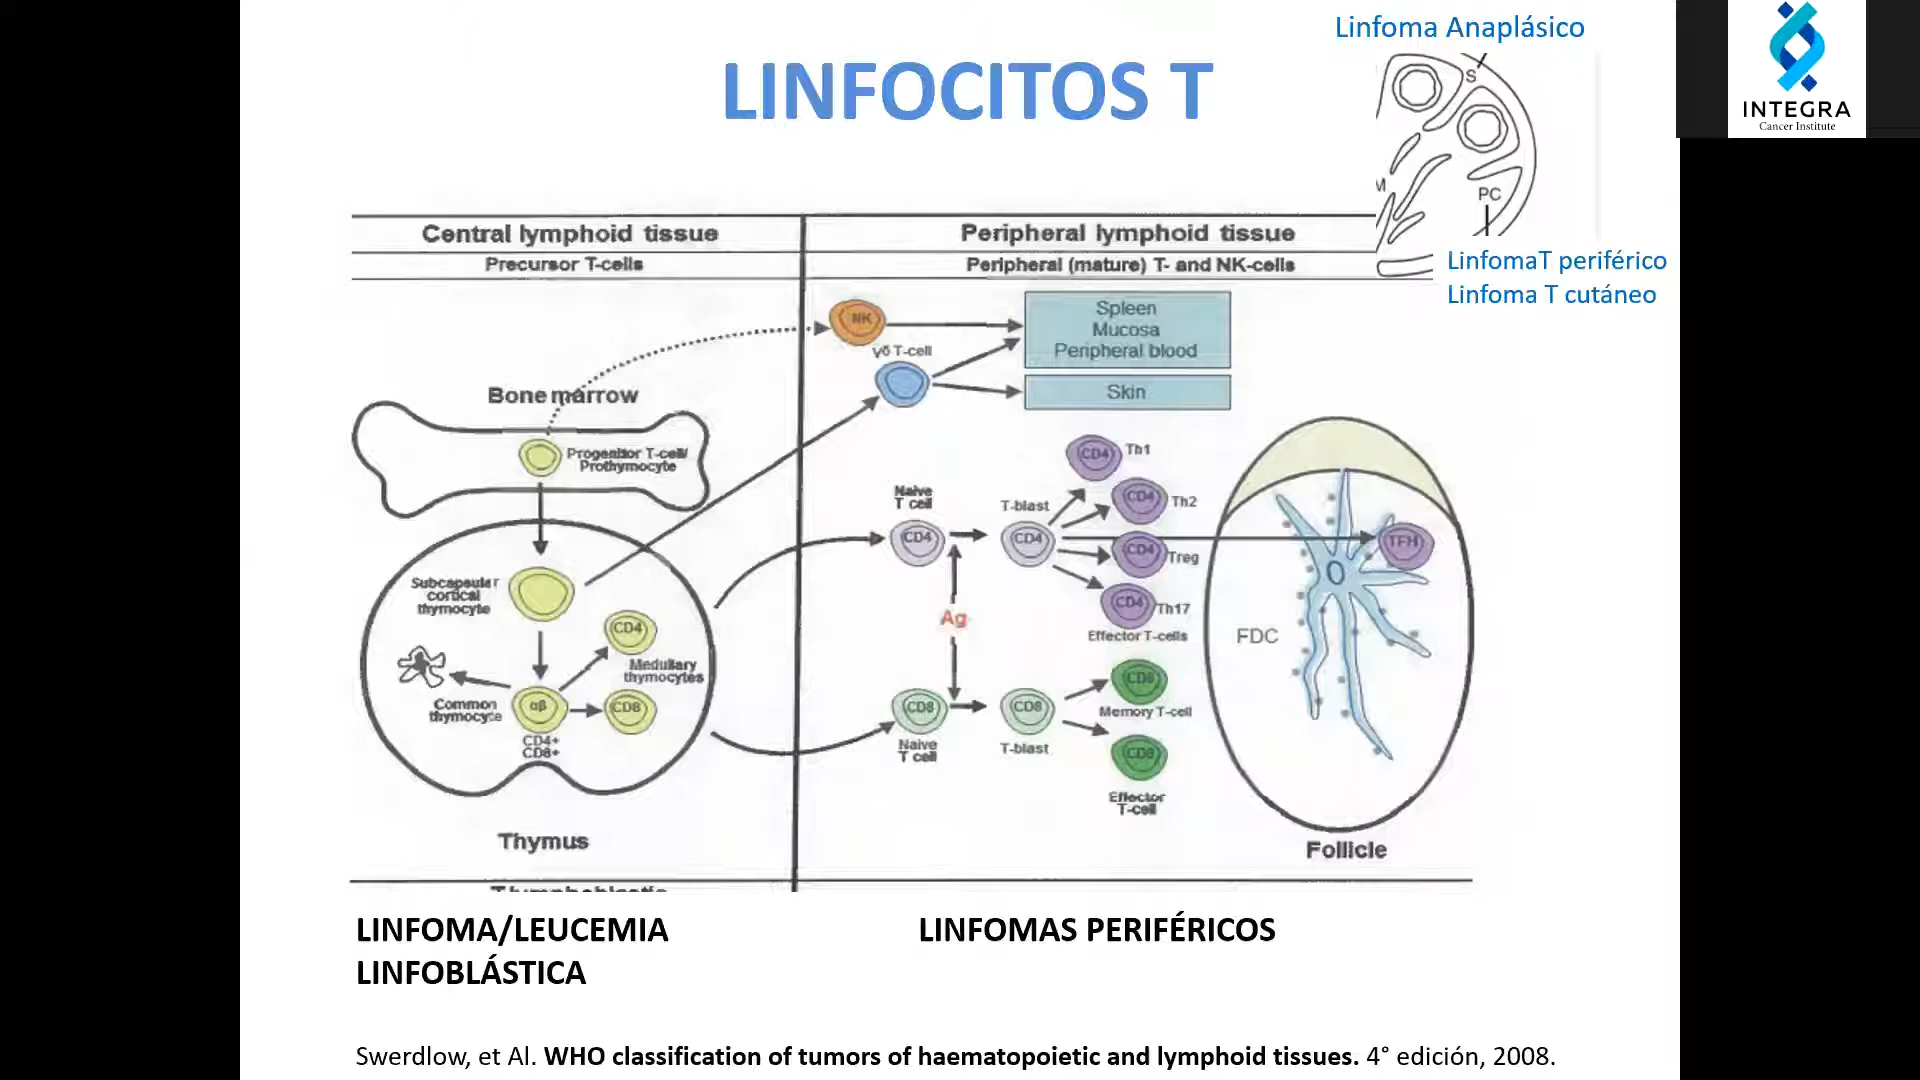 Linfoma Anaplásico
INTEGRA
Cancer Institute
LINFOCITOS T
S
M
PC
LinfomaT periférico
Linfoma T cutáneo
Central lymphoid tissue
Peripheral lymphoid tissue
Precursor T-cells
Peripheral (mature) T- and NK-cells
NK
γδ T-cell
Spleen
Mucosa
Peripheral blood
Skin
Bone marrow
Progenitor T-cell/
Prothymocyte
Subcapsular
cortical
thymocyte
CD4
Medullary
thymocytes
Common
thymocyte
αβ
CD8
CD4+
CD8+
Thymus
Naive
T cell
CD4
T-blast
CD4
CD4
Th1
CD4
Th2
CD4
Treg
CD4
Th17
Effector T-cells
Ag
CD8
Naive
T cell
CD8
T-blast
CD8
Memory T-cell
CD8
Effector
T-cell
TFH
FDC
Follicle
LINFOMA/LEUCEMIA
LINFOBLÁSTICA
LINFOMAS PERIFÉRICOS
Swerdlow, et Al. WHO classification of tumors of haematopoietic and lymphoid tissues. 4° edición, 2008.